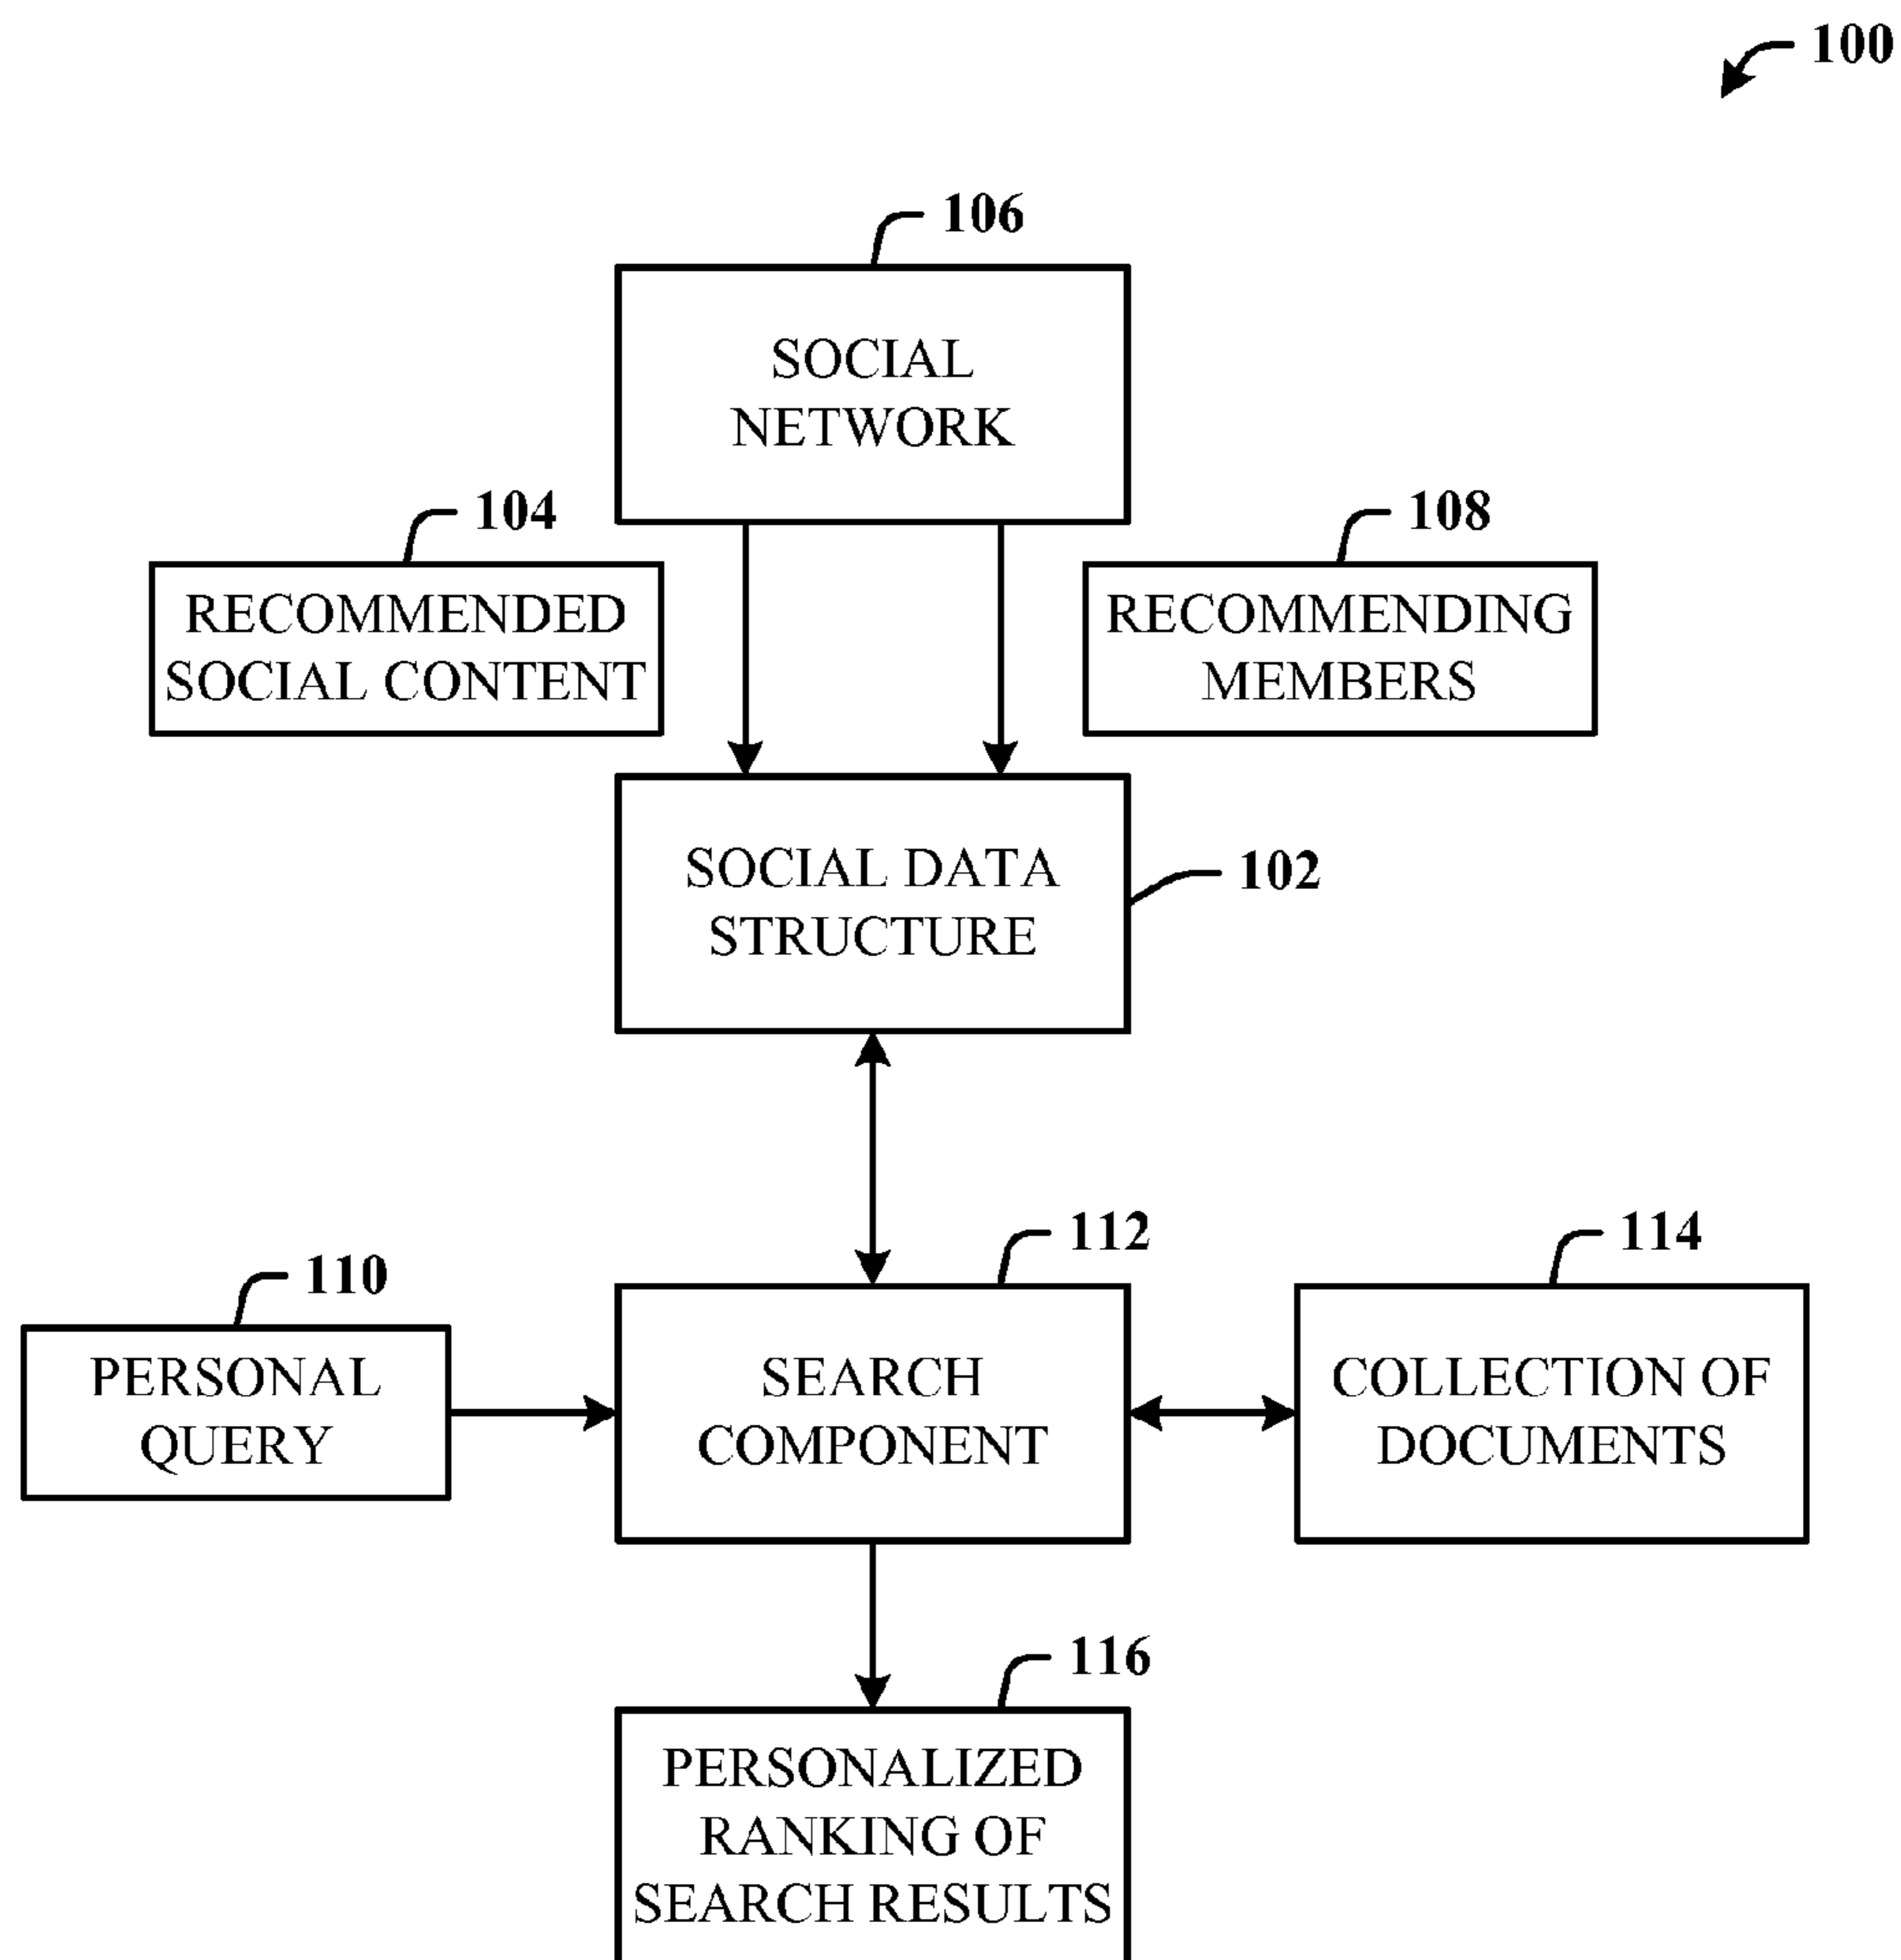 100
106
SOCIAL
NETWORK
104
108
RECOMMENDED
SOCIAL CONTENT
RECOMMENDING
MEMBERS
SOCIAL DATA
STRUCTURE
102
112
114
110
PERSONAL
QUERY
SEARCH
COMPONENT
COLLECTION OF
DOCUMENTS
116
PERSONALIZED
RANKING OF
SEARCH RESULTS